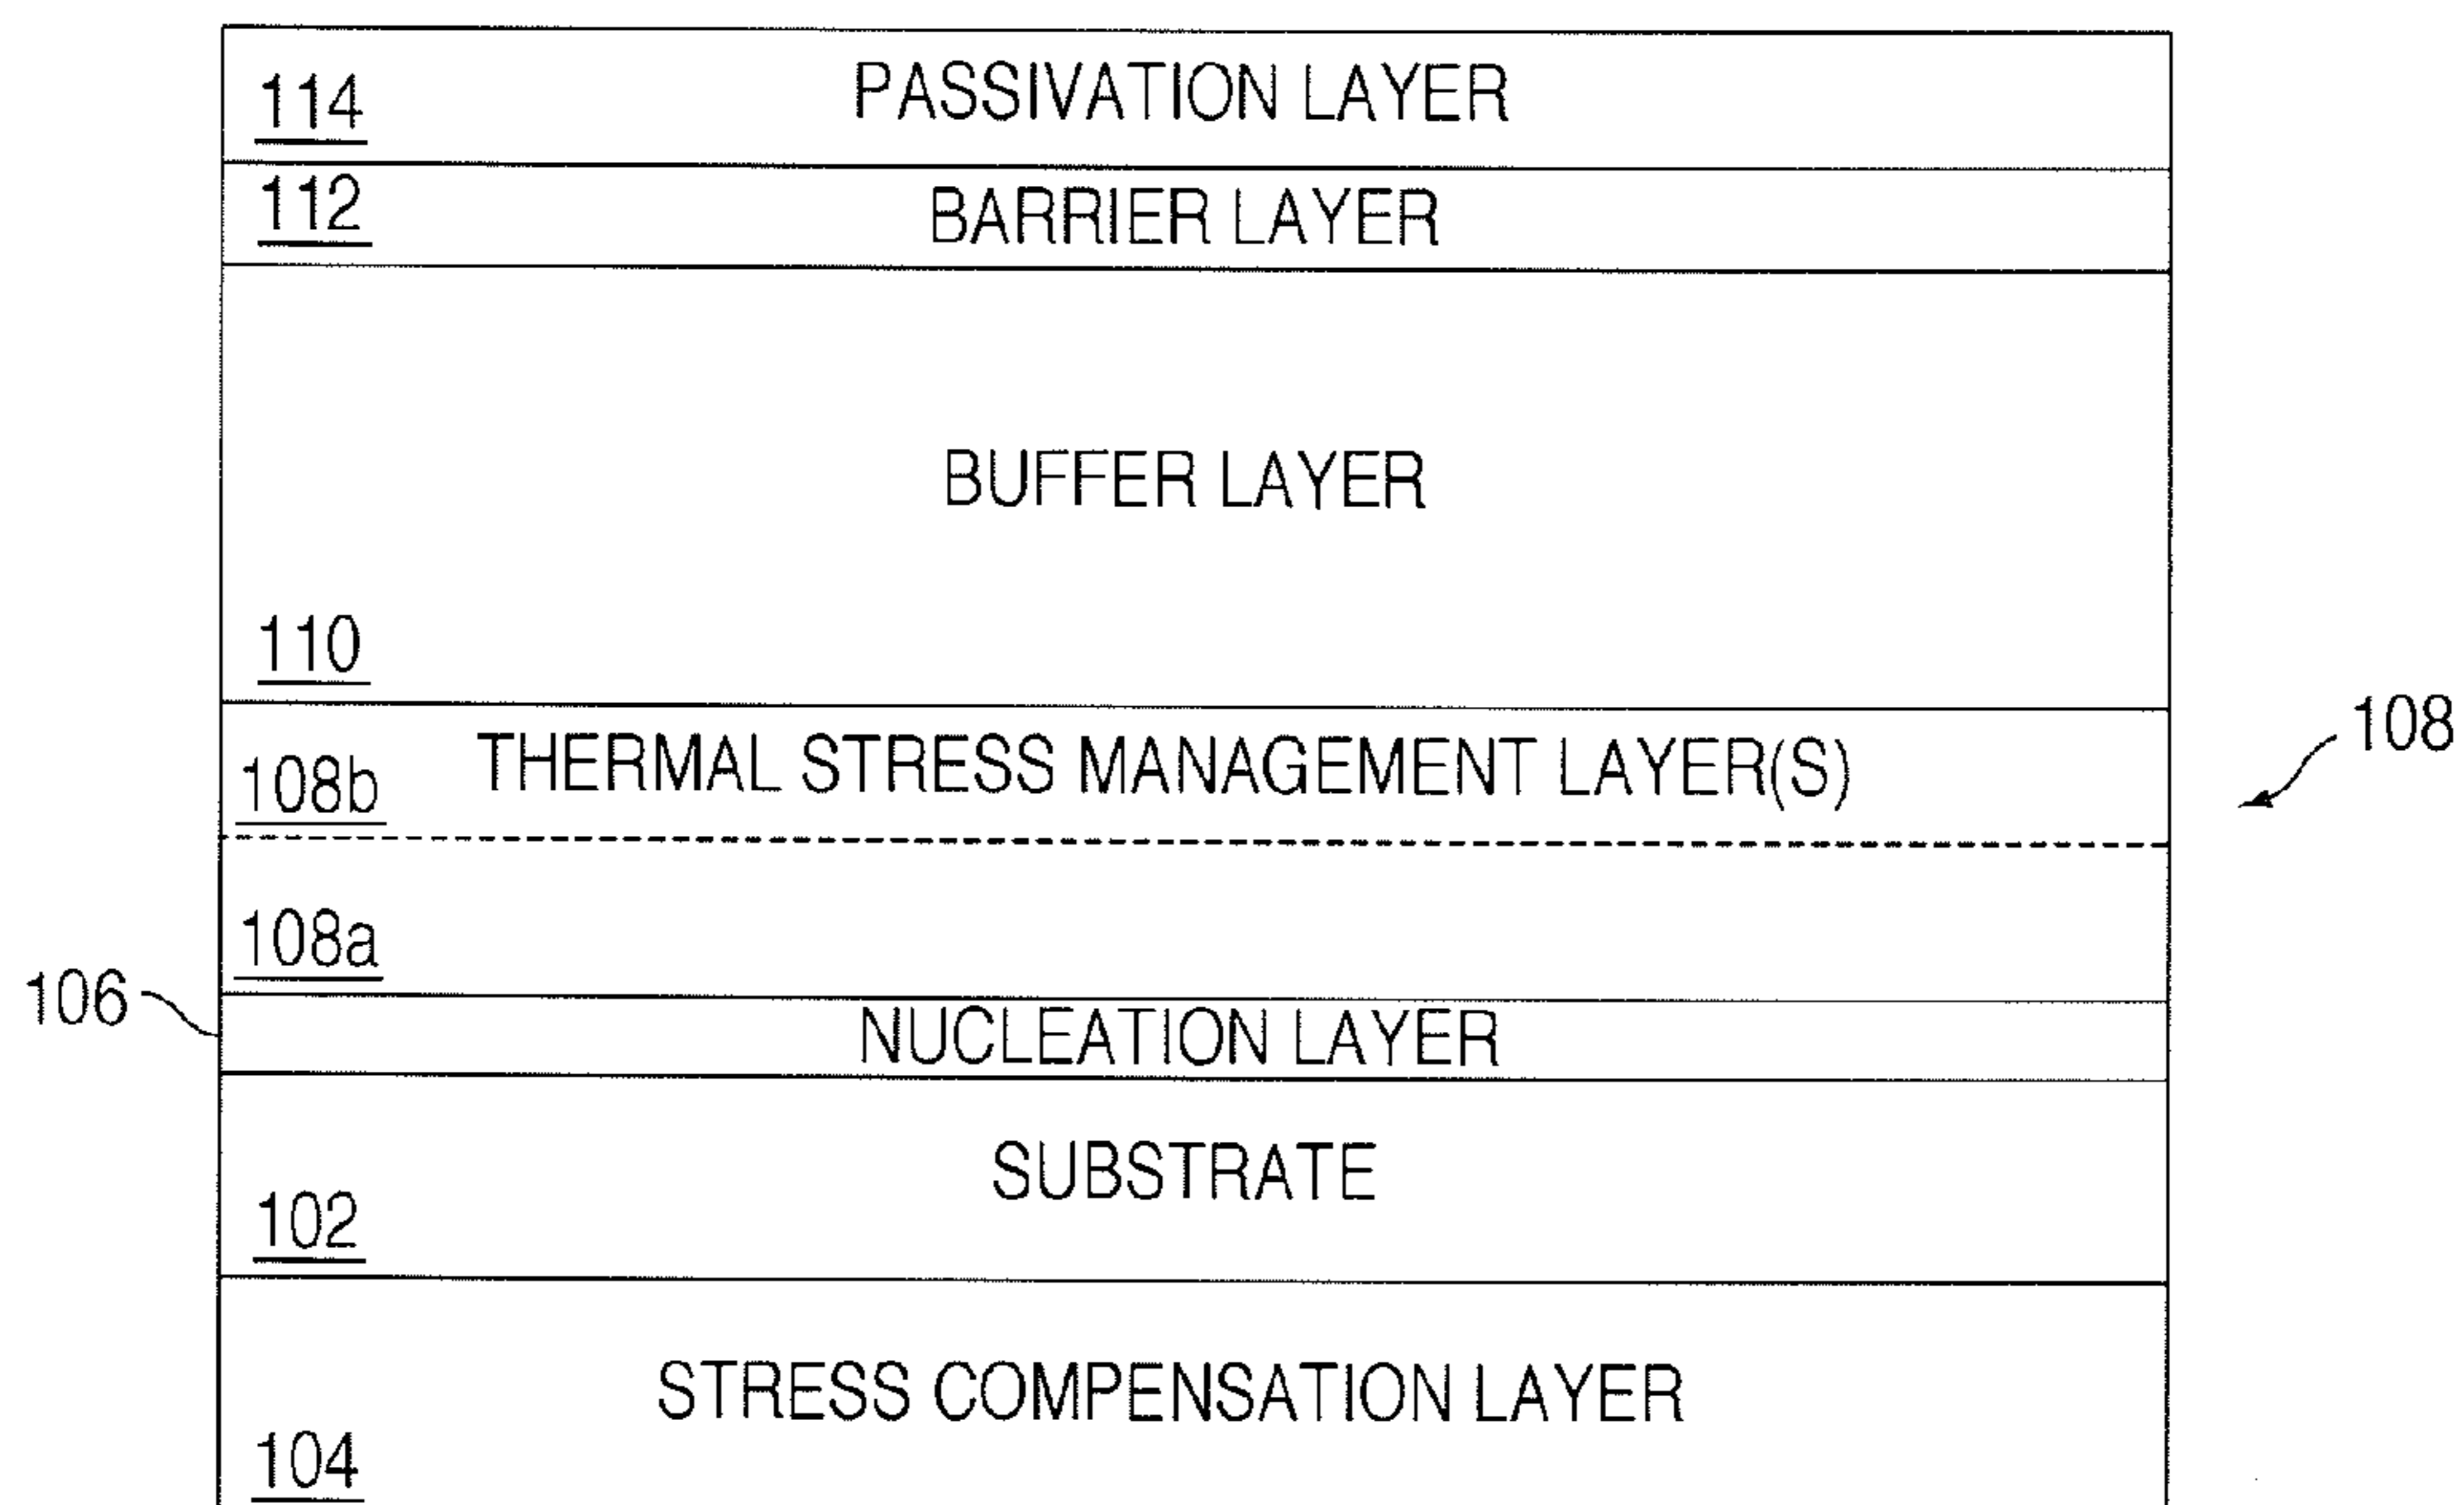 114 PASSIVATION LAYER
112 BARRIER LAYER
BUFFER LAYER
110
108b THERMAL STRESS MANAGEMENT LAYER(S) 108
108a
106
NUCLEATION LAYER
SUBSTRATE
102
STRESS COMPENSATION LAYER
104